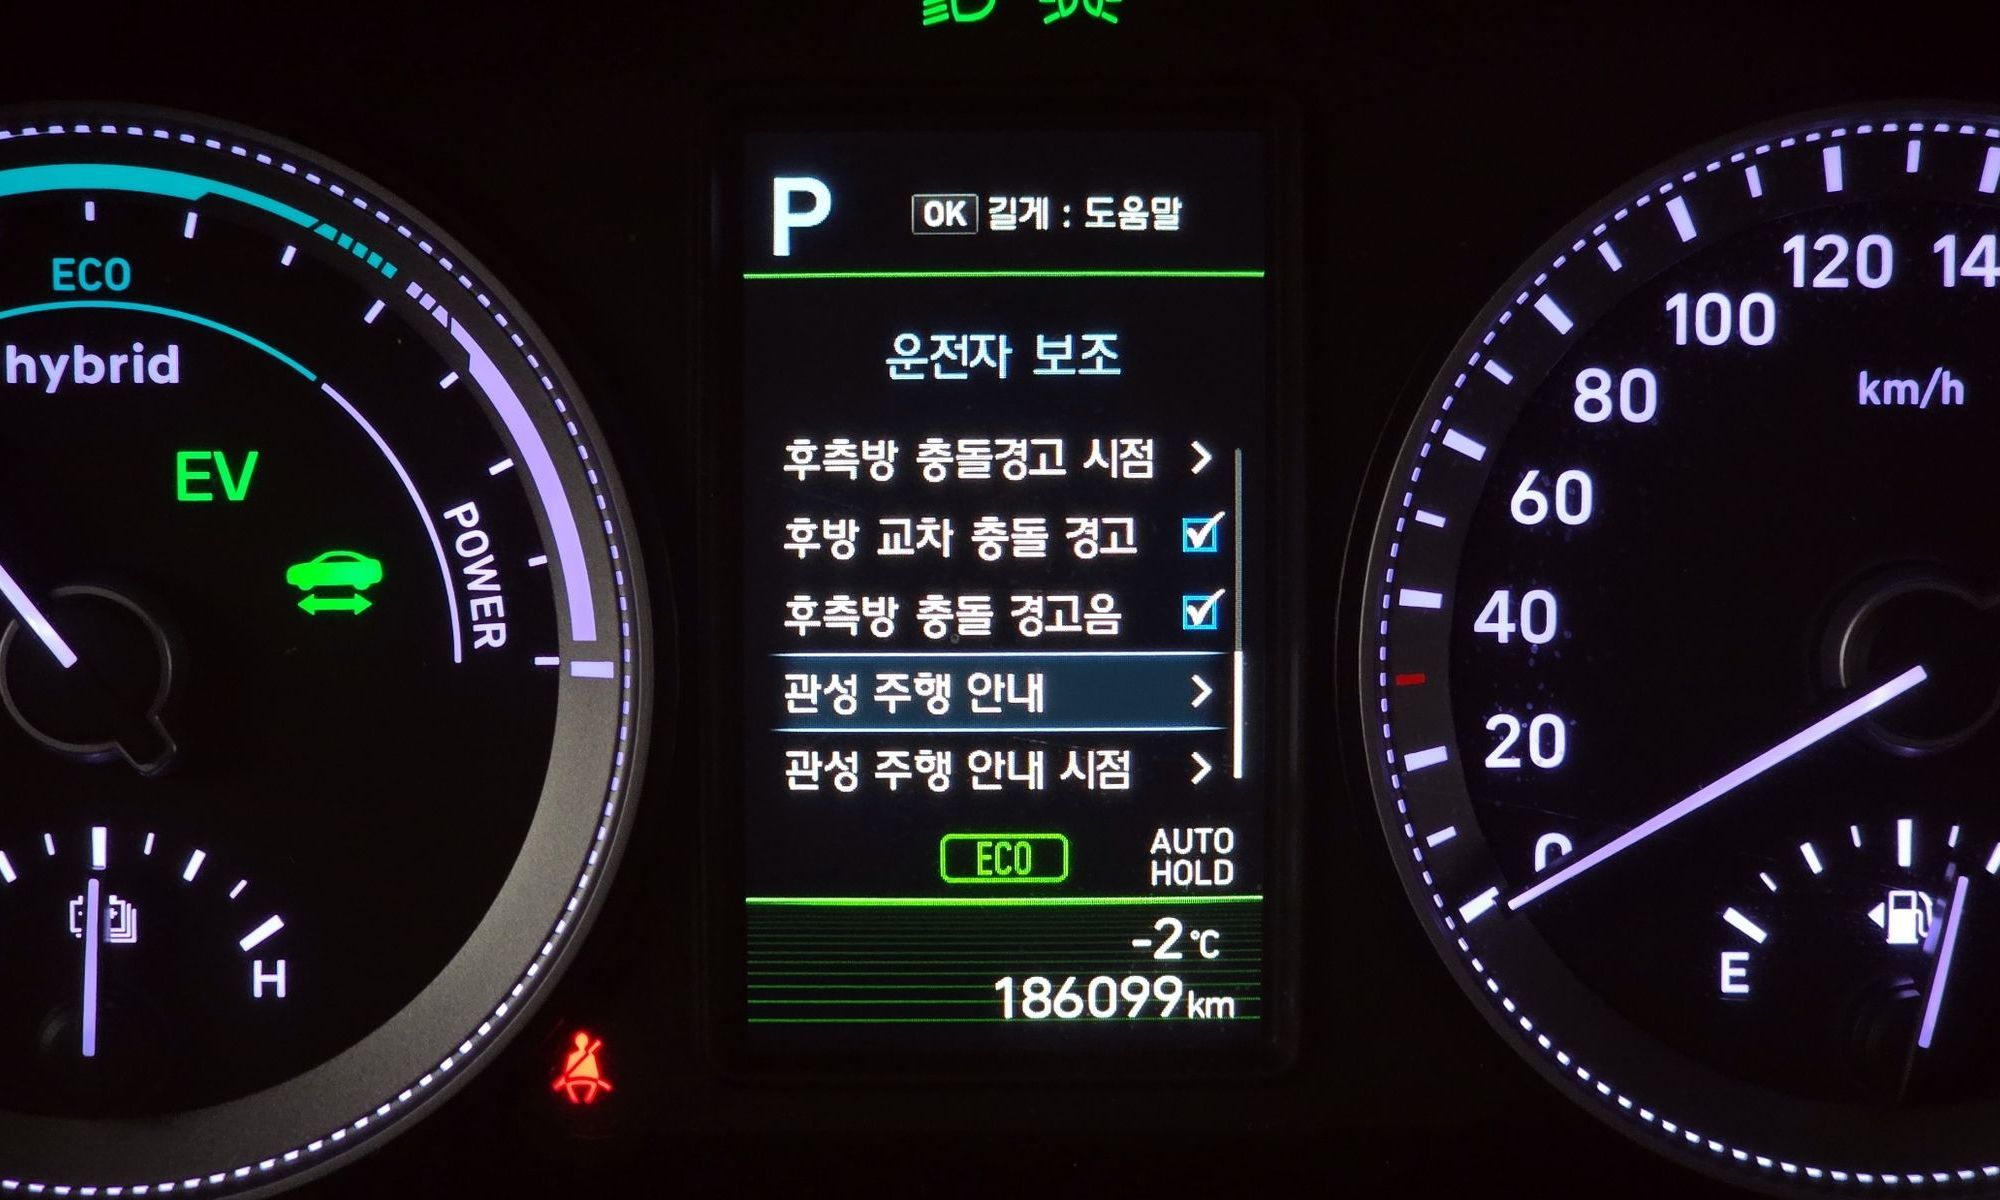 ECO
hybrid
EV
POWER
H
P
OK 길게 : 도움말
운전자 보조
후측방 충돌경고 시점
후방 교차 충돌 경고
후측방 충돌 경고음
관성 주행 안내
관성 주행 안내 시점
ECO
AUTO
HOLD
-2°C
186099km
120
100
80
km/h
60
40
20
0
E